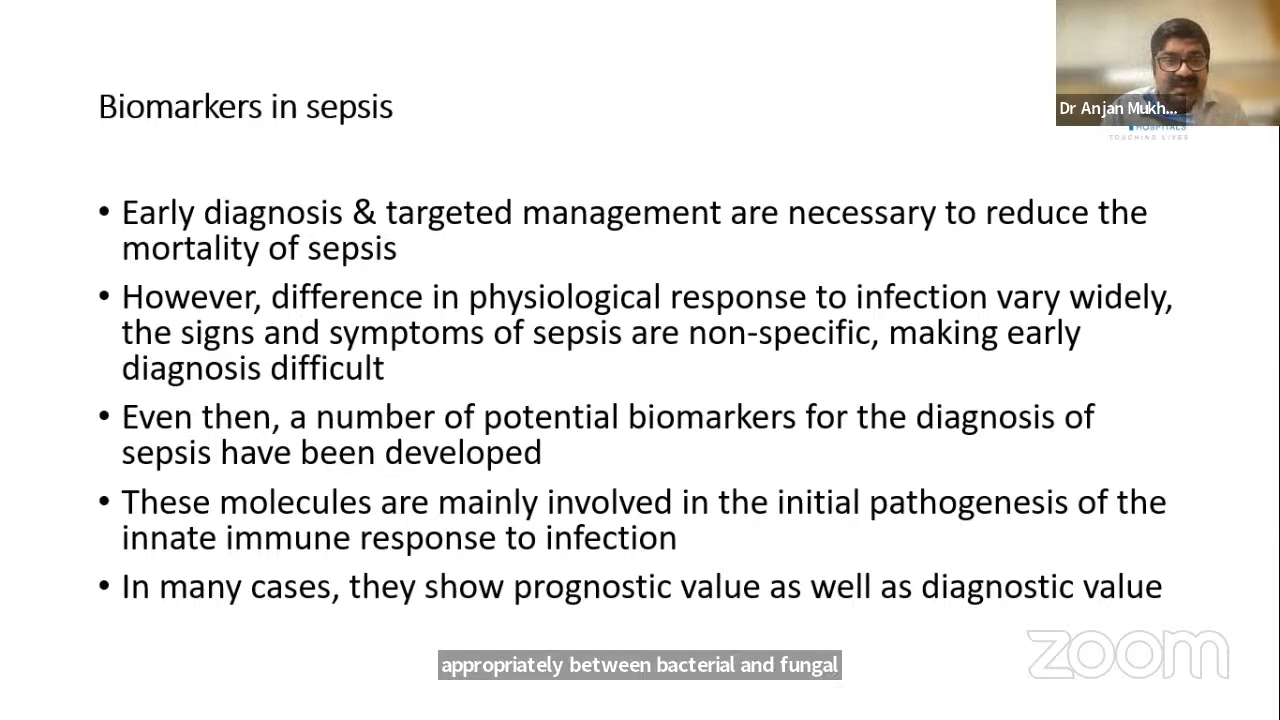 Biomarkers in sepsis
Dr Anjan Mukh...
HOSPITALS
TOUCHING LIVES
• Early diagnosis & targeted management are necessary to reduce the
mortality of sepsis
• However, difference in physiological response to infection vary widely,
the signs and symptoms of sepsis are non-specific, making early
diagnosis difficult
• Even then, a number of potential biomarkers for the diagnosis of
sepsis have been developed
• These molecules are mainly involved in the initial pathogenesis of the
innate immune response to infection
• In many cases, they show prognostic value as well as diagnostic value
appropriately between bacterial and fungal
zoom